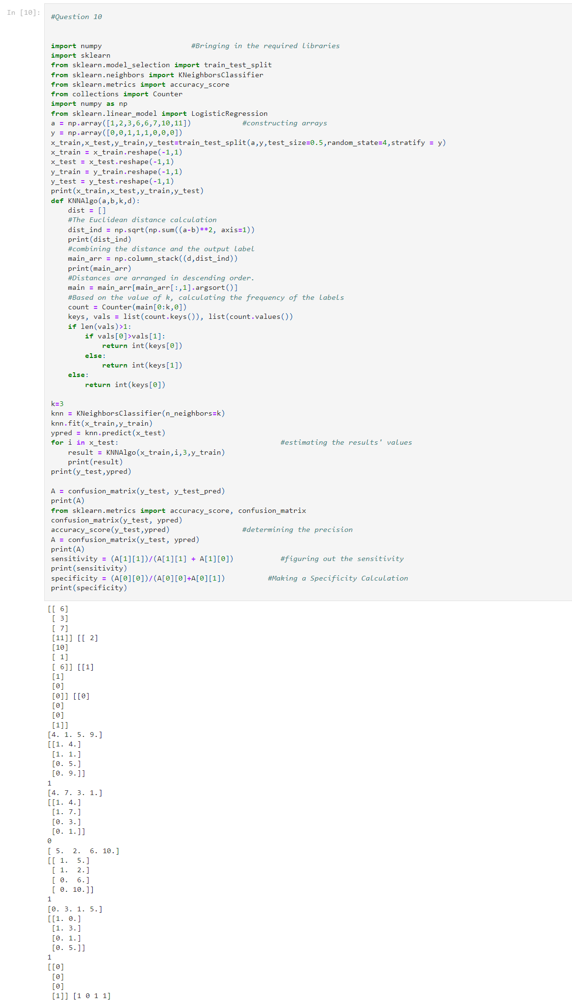 In [10]:
#Question 10
import numpy                     #Bringing in the required libraries
import sklearn
from sklearn.model_selection import train_test_split
from sklearn.neighbors import KNeighborsClassifier
from sklearn.metrics import accuracy_score
from collections import Counter
import numpy as np
from sklearn.linear_model import LogisticRegression
a = np.array([1,2,3,6,6,7,10,11])            #constructing arrays
y = np.array([0,0,1,1,1,0,0,0])
x_train,x_test,y_train,y_test=train_test_split(a,y,test_size=0.5,random_state=4,stratify = y)
x_train = x_train.reshape(-1,1)
x_test = x_test.reshape(-1,1)
y_train = y_train.reshape(-1,1)
y_test = y_test.reshape(-1,1)
print(x_train,x_test,y_train,y_test)
def KNNAlgo(a,b,k,d):
    dist = []
    #The Euclidean distance calculation
    dist_ind = np.sqrt(np.sum((a-b)**2, axis=1))
    print(dist_ind)
    #combining the distance and the output label
    main_arr = np.column_stack((d,dist_ind))
    print(main_arr)
    #Distances are arranged in descending order.
    main = main_arr[main_arr[:,1].argsort()]
    #Based on the value of k, calculating the frequency of the labels
    count = Counter(main[0:k,0])
    keys, vals = list(count.keys()), list(count.values())
    if len(vals)>1:
        if vals[0]>vals[1]:
            return int(keys[0])
        else:
            return int(keys[1])
    else:
        return int(keys[0])
k=3
knn = KNeighborsClassifier(n_neighbors=k)
knn.fit(x_train,y_train)
ypred = knn.predict(x_test)
for i in x_test:                                      #estimating the results' values
    result = KNNAlgo(x_train,i,3,y_train)
    print(result)
print(y_test,ypred)
A = confusion_matrix(y_test, y_test_pred)
print(A)
from sklearn.metrics import accuracy_score, confusion_matrix
confusion_matrix(y_test, ypred)
accuracy_score(y_test,ypred)                 #determining the precision
A = confusion_matrix(y_test, ypred)
print(A)
sensitivity = (A[1][1])/(A[1][1] + A[1][0])           #figuring out the sensitivity
print(sensitivity)
specificity = (A[0][0])/(A[0][0]+A[0][1])          #Making a Specificity Calculation
print(specificity)
[[ 6]
 [ 3]
 [ 7]
 [11]] [[ 2]
 [10]
 [ 1]
 [ 6]] [[1]
 [1]
 [0]
 [0]] [[0]
 [0]
 [0]
 [1]]
[4. 1. 5. 9.]
[[1. 4.]
 [1. 1.]
 [0. 5.]
 [0. 9.]]
1
[4. 7. 3. 1.]
[[1. 4.]
 [1. 7.]
 [0. 3.]
 [0. 1.]]
0
[ 5.  2.  6. 10.]
[[ 1.  5.]
 [ 1.  2.]
 [ 0.  6.]
 [ 0. 10.]]
1
[0. 3. 1. 5.]
[[1. 0.]
 [1. 3.]
 [0. 1.]
 [0. 5.]]
1
[[0]
 [0]
 [0]
 [1]] [1 0 1 1]